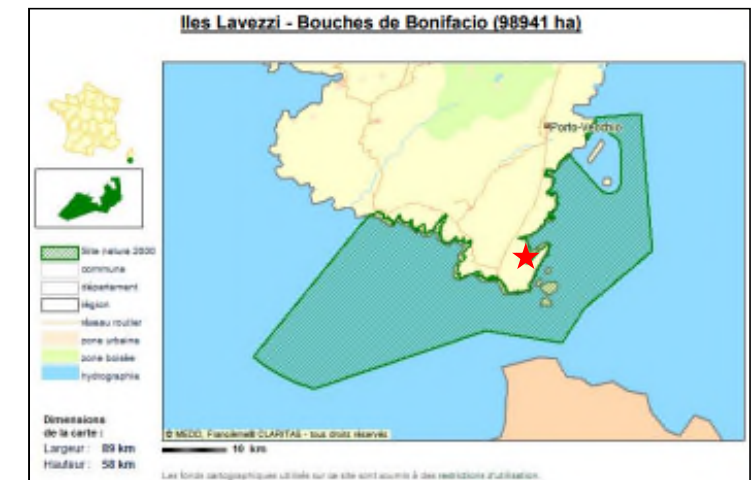 Iles Lavezzi - Bouches de Bonifacio (98941 ha)
Porto-Vecchio
Site nature 2000
commune
département
région
réseau routier
zone urbaine
zone boisée
hydrographie
Dimensions
de la carte :
Largeur : 89 km
Hauteur : 58 km
© MEDD, France CLARITAS - tous droits réservés
10 km
Les fonds cartographiques utilisés sur ce site sont soumis à des restrictions d'utilisation.